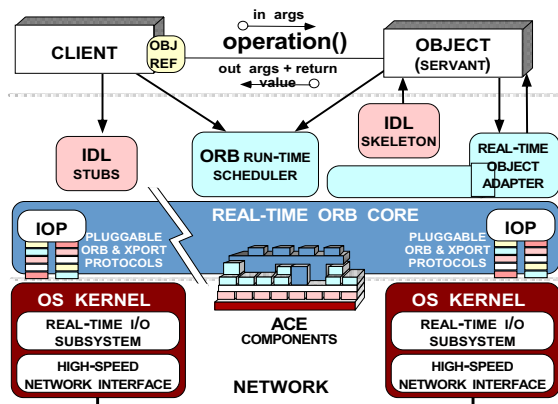 in args
operation()
out args + return
value
CLIENT
OBJ
REF
OBJECT
(SERVANT)
IDL
STUBS
ORB RUN-TIME
SCHEDULER
IDL
SKELETON
REAL-TIME
OBJECT
ADAPTER
REAL-TIME ORB CORE
IOP
PLUGGABLE
ORB & XPORT
PROTOCOLS
PLUGGABLE
ORB & XPORT
PROTOCOLS
IOP
OS KERNEL
REAL-TIME I/O
SUBSYSTEM
HIGH-SPEED
NETWORK INTERFACE
ACE
COMPONENTS
NETWORK
OS KERNEL
REAL-TIME I/O
SUBSYSTEM
HIGH-SPEED
NETWORK INTERFACE